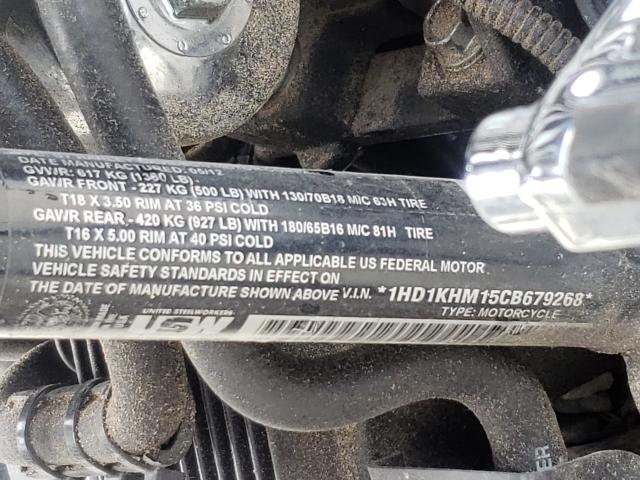 DATE MANUFACTURED: 05/12
GVWR: 617 KG (1360 LB)
GAWR FRONT - 227 KG (500 LB) WITH 130/70B18 M/C 63H TIRE
T18 X 3.50 RIM AT 36 PSI COLD
GAWR REAR - 420 KG (927 LB) WITH 180/65B16 M/C 81H TIRE
T16 X 5.00 RIM AT 40 PSI COLD
THIS VEHICLE CONFORMS TO ALL APPLICABLE US FEDERAL MOTOR
VEHICLE SAFETY STANDARDS IN EFFECT ON
THE DATE OF MANUFACTURE SHOWN ABOVE V.I.N. *1HD1KHM15CB679268*
TYPE: MOTORCYCLE
UNITED STEELWORKERS
USW